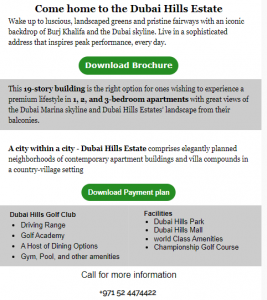 Come home to the Dubai Hills Estate
Wake up to luscious, landscaped greens and pristine fairways with an iconic
backdrop of Burj Khalifa and the Dubai skyline. Live in a sophisticated
address that inspires peak performance, every day.
Download Brochure
This 19-story building is the right option for ones wishing to experience a
premium lifestyle in 1, 2, and 3-bedroom apartments with great views of
the Dubai Marina skyline and Dubai Hills Estates' landscape from their
balconies.
A city within a city - Dubai Hills Estate comprises elegantly planned
neighborhoods of contemporary apartment buildings and villa compounds in
a country-village setting
Download Payment plan
Dubai Hills Golf Club
• Driving Range
• Golf Academy
• A Host of Dining Options
• Gym, Pool, and other amenities
Facilities
• Dubai Hills Park
• Dubai Hills Mall
• world Class Amenities
• Championship Golf Course
Call for more information
+971 52 4474422